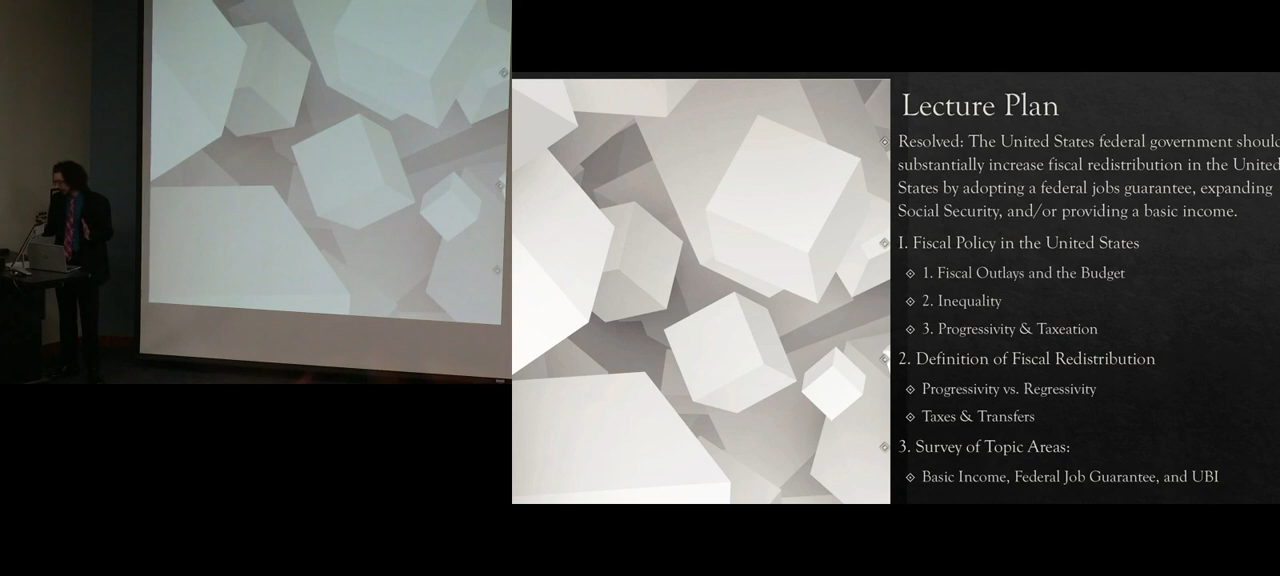 Lecture Plan
Resolved: The United States federal government should
substantially increase fiscal redistribution in the United
States by adopting a federal jobs guarantee, expanding
Social Security, and/or providing a basic income.
I. Fiscal Policy in the United States
1. Fiscal Outlays and the Budget
2. Inequality
3. Progressivity & Taxeation
2. Definition of Fiscal Redistribution
Progressivity vs. Regressivity
Taxes & Transfers
3. Survey of Topic Areas:
Basic Income, Federal Job Guarantee, and UBI